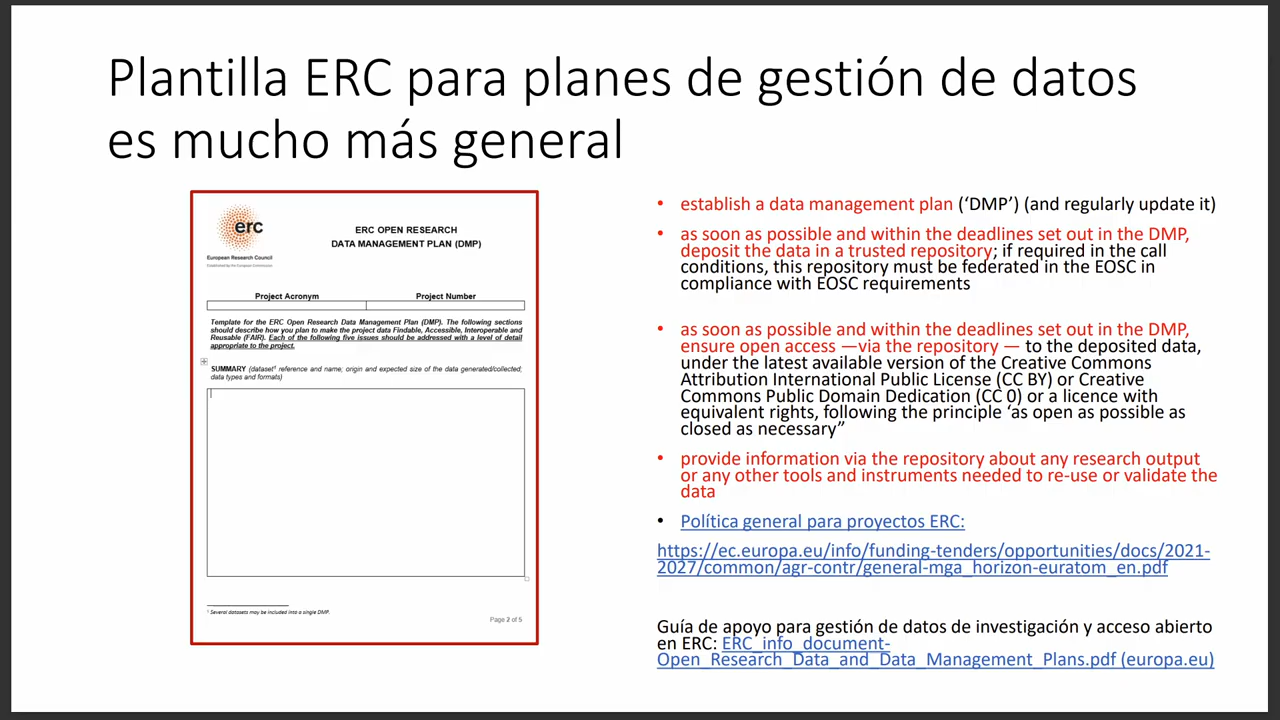 Plantilla ERC para planes de gestión de datos
es mucho más general
erc
European Research Council
Established by the European Commission
ERC OPEN RESEARCH
DATA MANAGEMENT PLAN (DMP)
Project Acronym
Project Number
Template for the ERC Open Research Data Management Plan (DMP). The following sections
should describe how you plan to make the project data Findable, Accessible, Interoperable and
Reusable (FAIR). Each of the following five issues should be addressed with a level of detail
appropriate to the project.
SUMMARY (dataset¹ reference and name; origin and expected size of the data generated/collected;
data types and formats)
¹ Several datasets may be included into a single DMP.
Page 2 of 5
• establish a data management plan (‘DMP’) (and regularly update it)
• as soon as possible and within the deadlines set out in the DMP,
deposit the data in a trusted repository; if required in the call
conditions, this repository must be federated in the EOSC in
compliance with EOSC requirements
• as soon as possible and within the deadlines set out in the DMP,
ensure open access —via the repository — to the deposited data,
under the latest available version of the Creative Commons
Attribution International Public License (CC BY) or Creative
Commons Public Domain Dedication (CC 0) or a licence with
equivalent rights, following the principle ‘as open as possible as
closed as necessary”
• provide information via the repository about any research output
or any other tools and instruments needed to re-use or validate the
data
• Política general para proyectos ERC:
https://ec.europa.eu/info/funding-tenders/opportunities/docs/2021-
2027/common/agr-contr/general-mga_horizon-euratom_en.pdf
Guía de apoyo para gestión de datos de investigación y acceso abierto
en ERC: ERC_info_document-
Open_Research_Data_and_Data_Management_Plans.pdf (europa.eu)